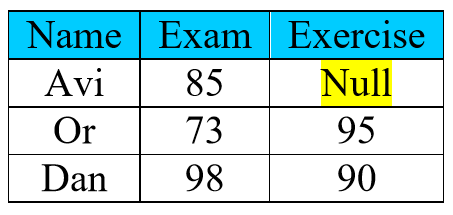 Name Exam Exercise
Avi 85 Null
Or 73 95
Dan 98 90